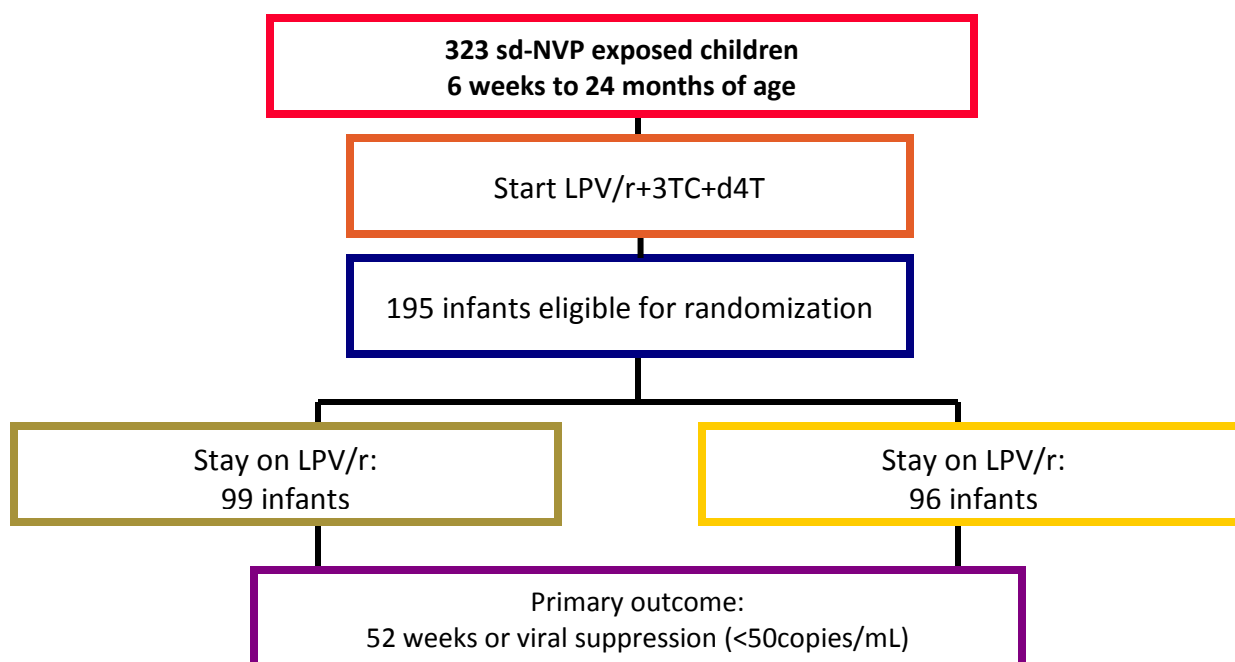 323 sd-NVP exposed children
6 weeks to 24 months of age
Start LPV/r+3TC+d4T
195 infants eligible for randomization
Stay on LPV/r:
99 infants
Stay on LPV/r:
96 infants
Primary outcome:
52 weeks or viral suppression (<50copies/mL)